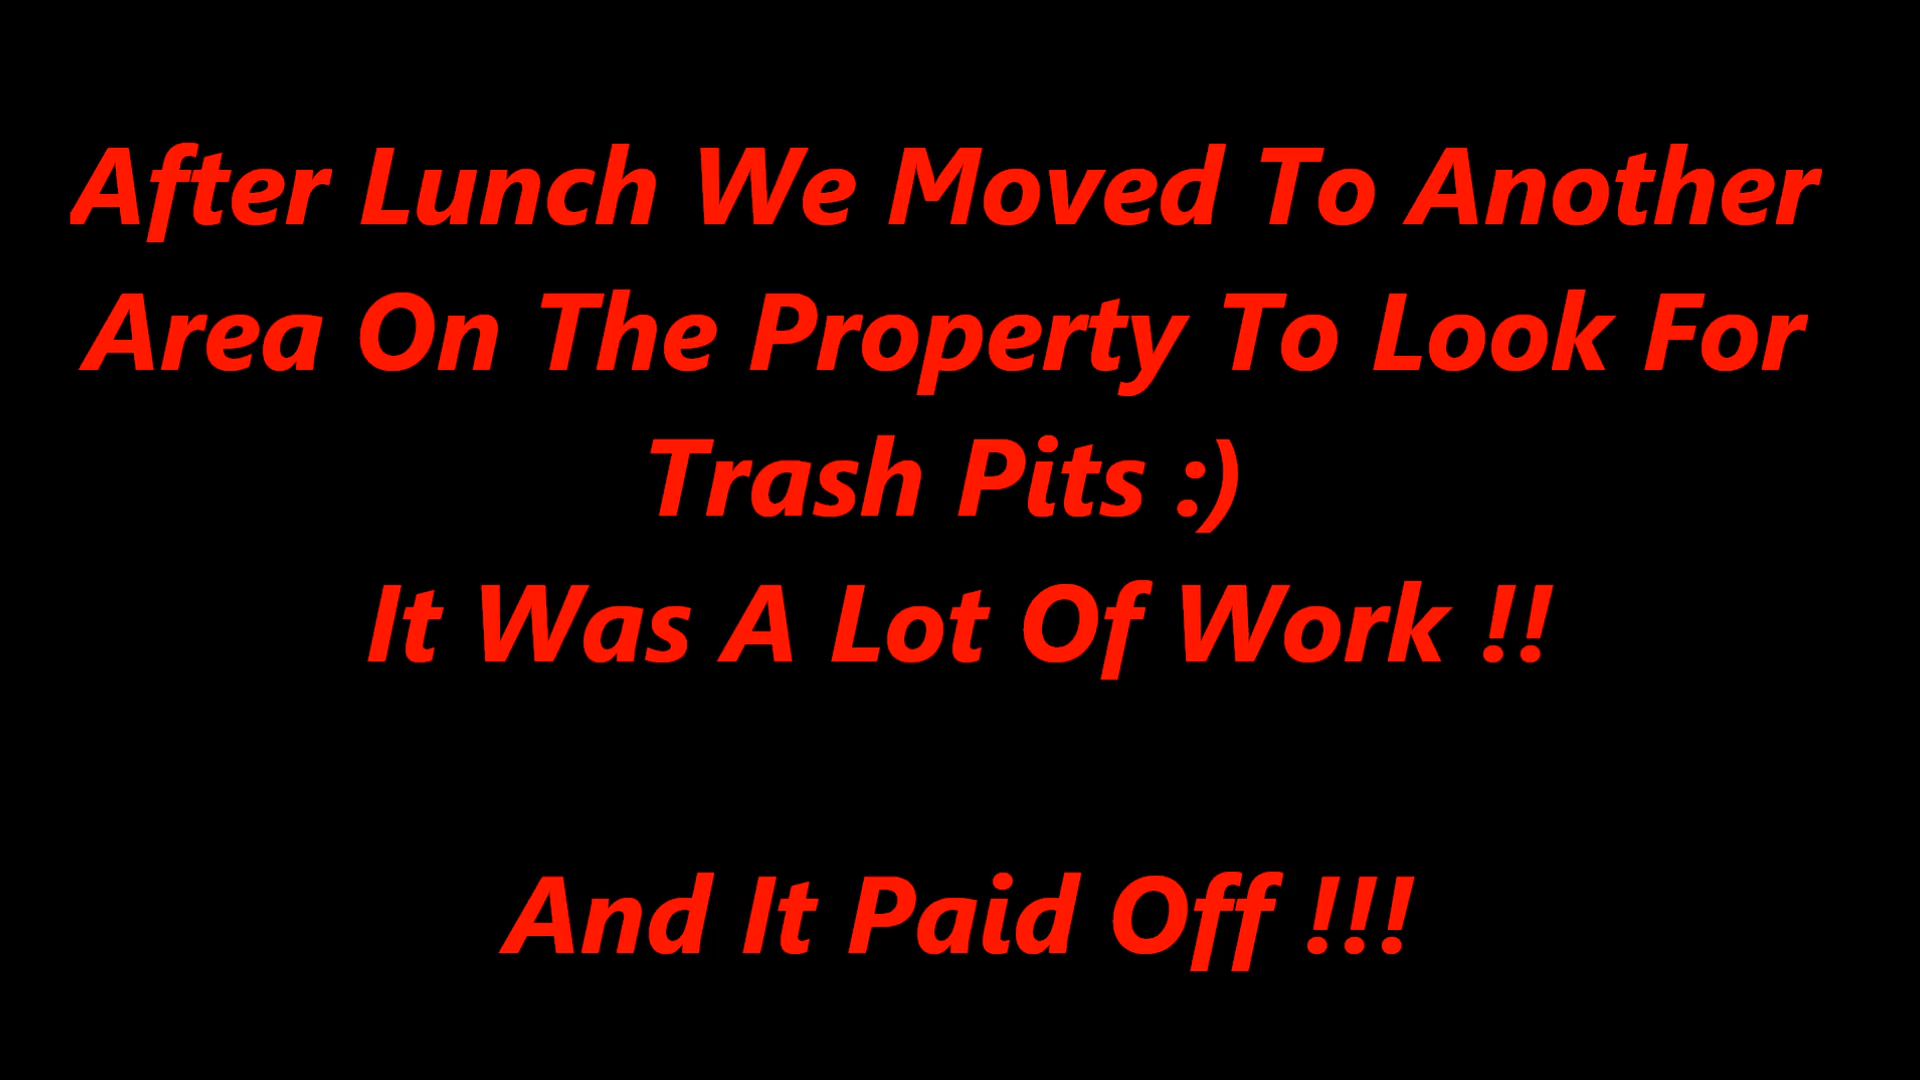 After Lunch We Moved To Another
Area On The Property To Look For
Trash Pits :)
It Was A Lot Of Work !!
And It Paid Off !!!